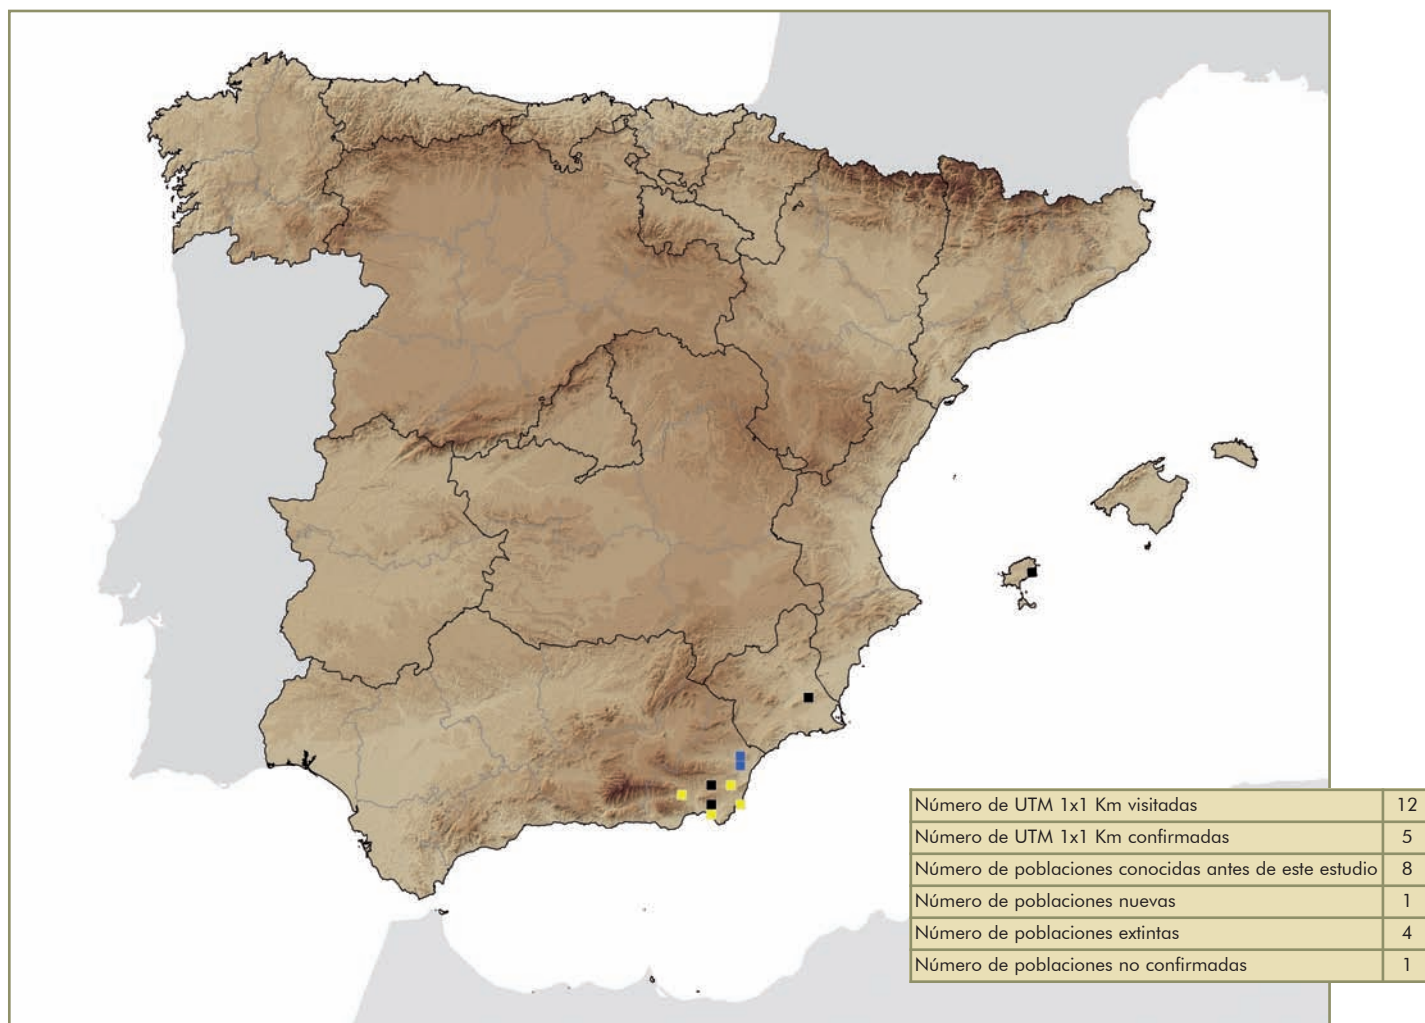 Número de UTM 1x1 Km visitadas 12
Número de UTM 1x1 Km confirmadas 5
Número de poblaciones conocidas antes de este estudio 8
Número de poblaciones nuevas 1
Número de poblaciones extintas 4
Número de poblaciones no confirmadas 1